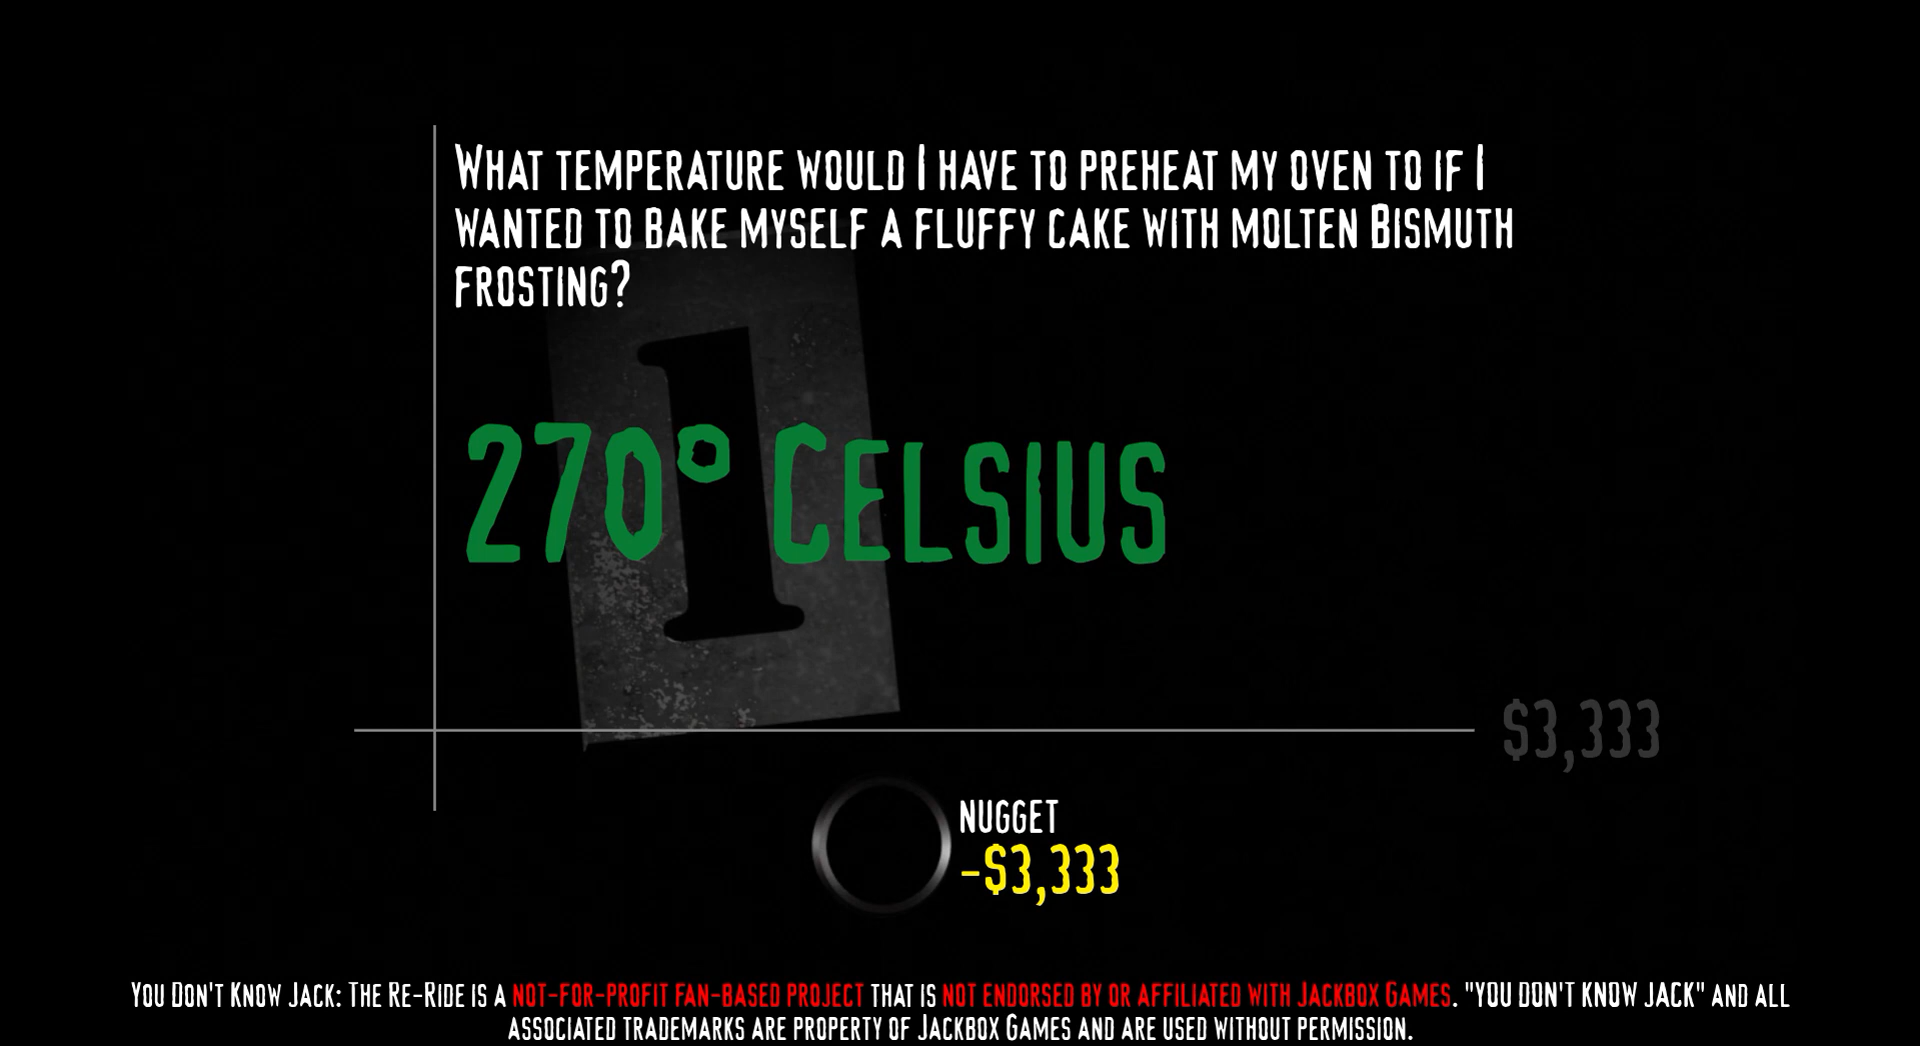 What temperature would I have to preheat my oven to if I
wanted to bake myself a fluffy cake with molten Bismuth
frosting?
1
270° Celsius
$3,333
NUGGET
-$3,333
You Don't Know Jack: The Re-Ride is a not-for-profit fan-based project that is not endorsed by or affiliated with Jackbox Games. "YOU DON'T KNOW JACK" and all
associated trademarks are property of Jackbox Games and are used without permission.